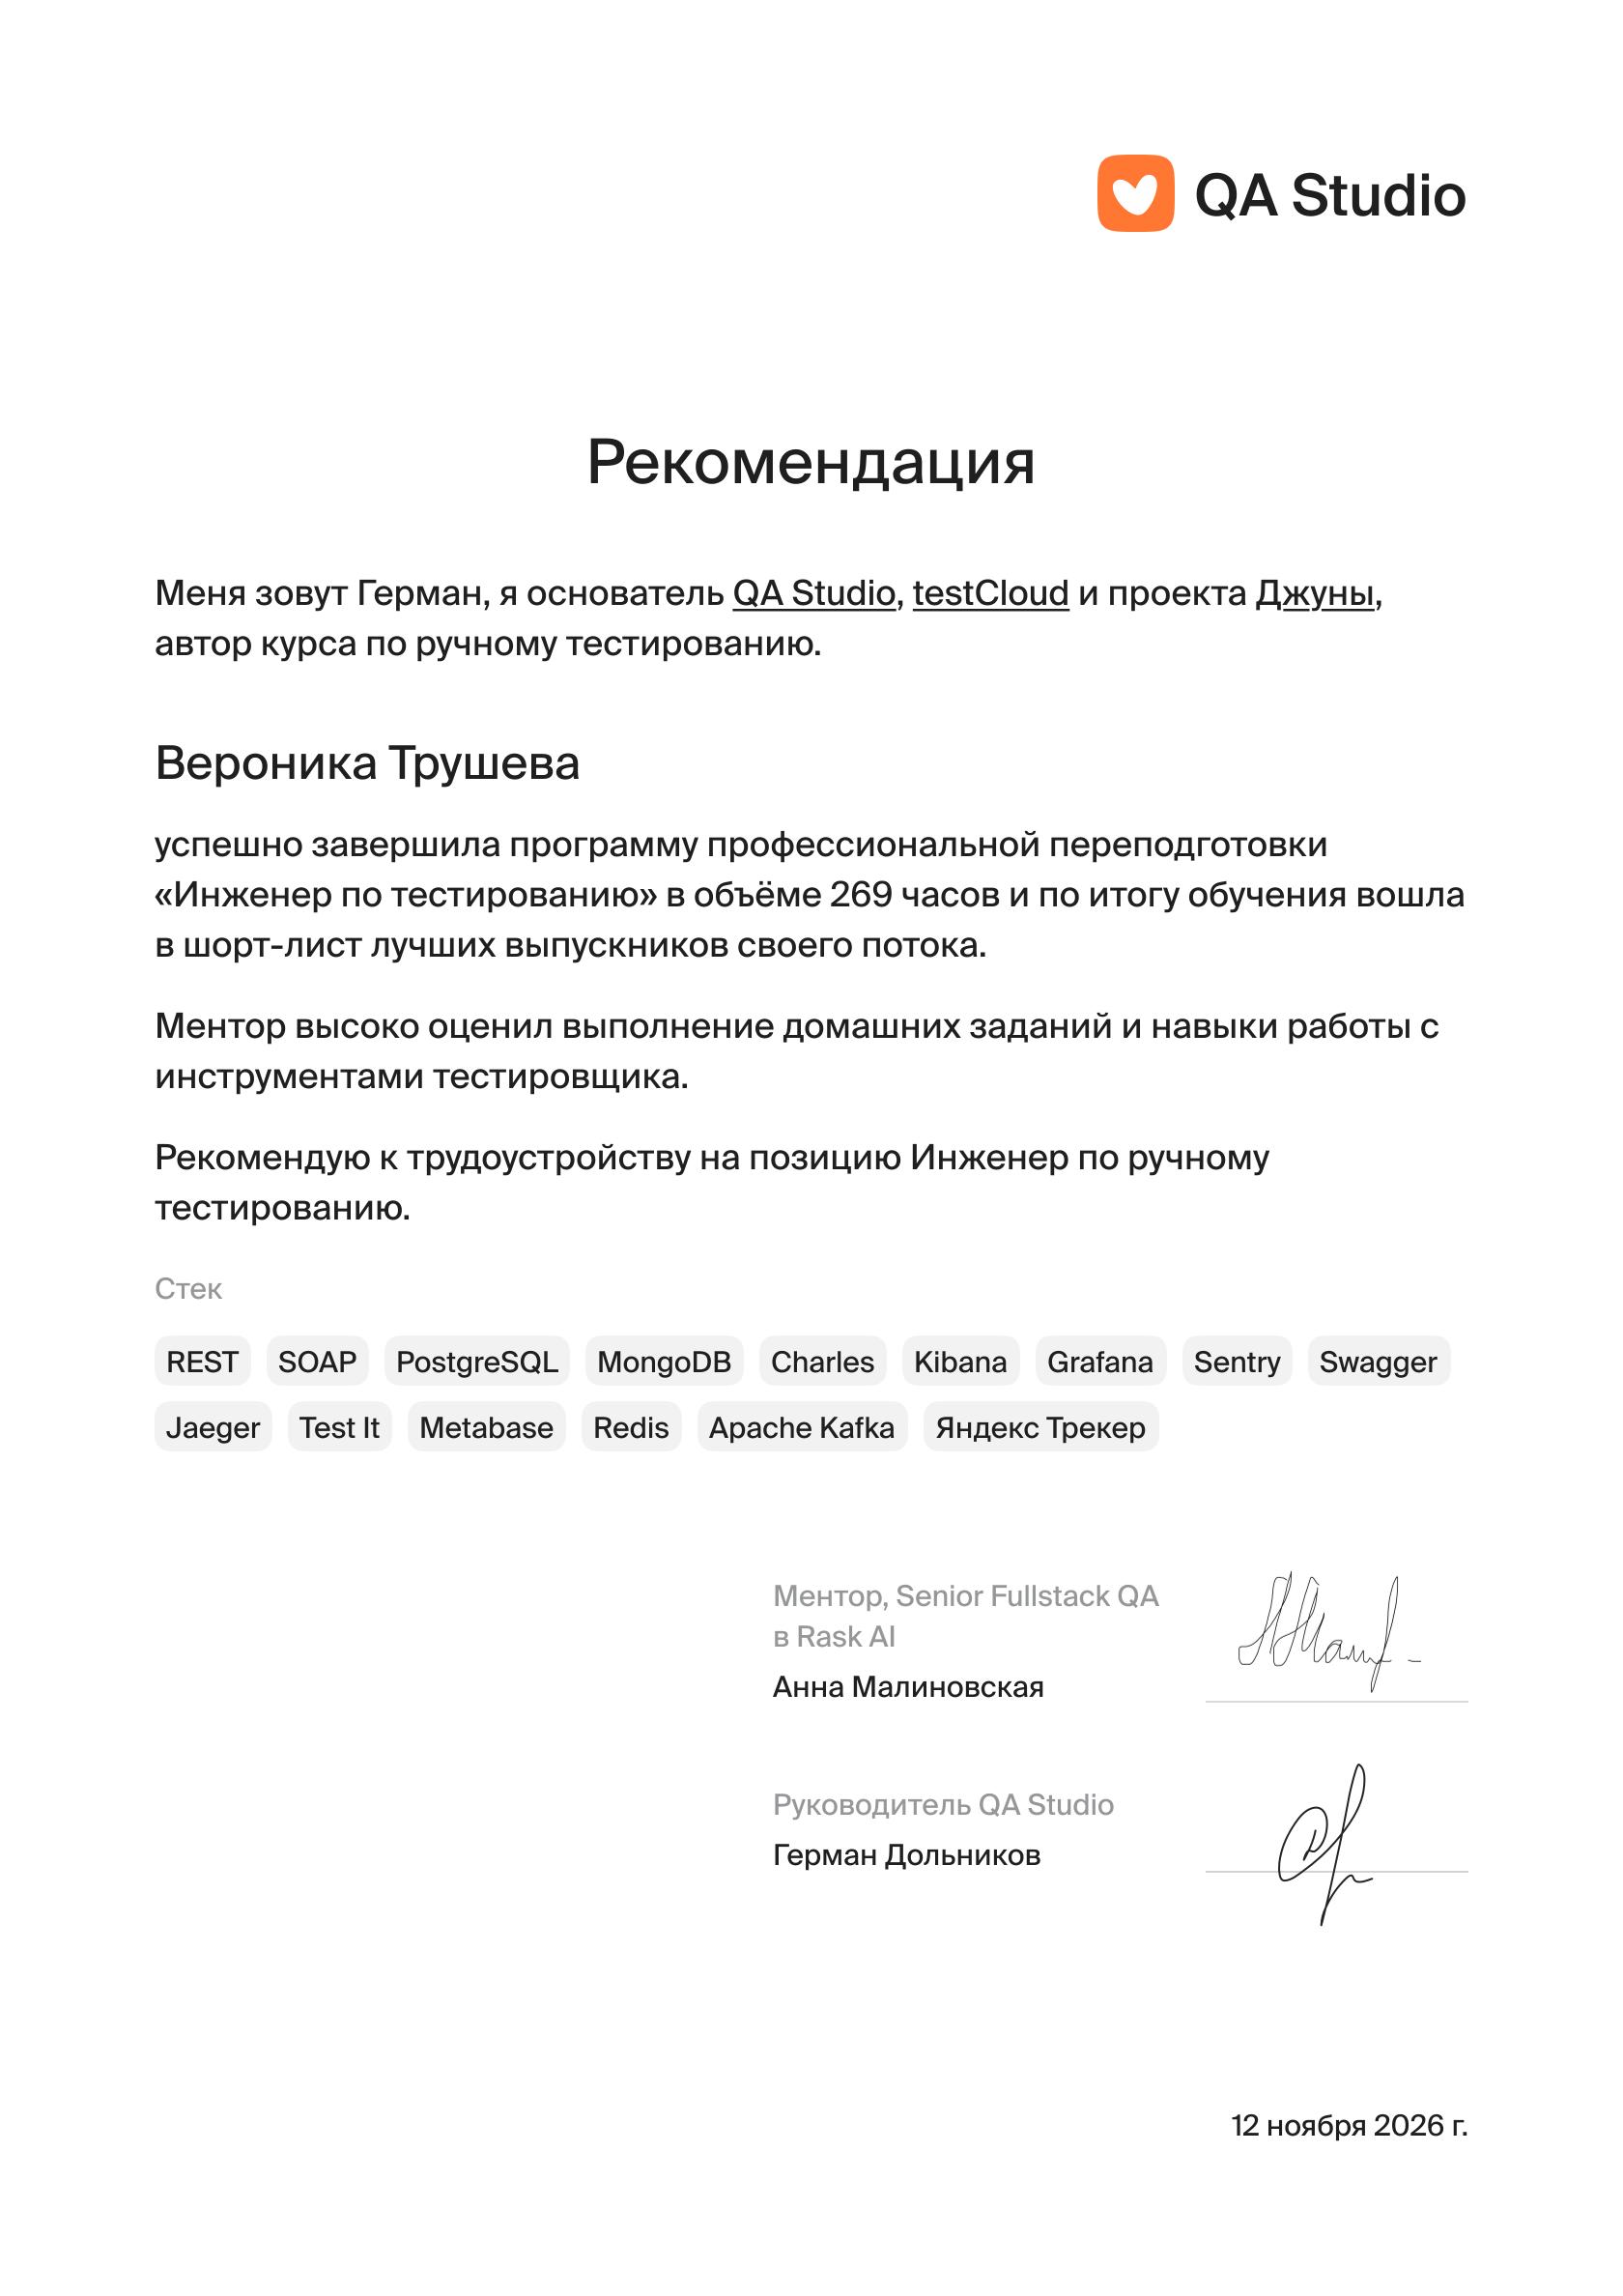 QA Studio
Рекомендация
Меня зовут Герман, я основатель QA Studio, testCloud и проекта Джуны,
автор курса по ручному тестированию.
Вероника Трушева
успешно завершила программу профессиональной переподготовки
«Инженер по тестированию» в объёме 269 часов и по итогу обучения вошла
в шорт-лист лучших выпускников своего потока.
Ментор высоко оценил выполнение домашних заданий и навыки работы с
инструментами тестировщика.
Рекомендую к трудоустройству на позицию Инженер по ручному
тестированию.
Стек
REST SOAP PostgreSQL MongoDB Charles Kibana Grafana Sentry Swagger
Jaeger Test It Metabase Redis Apache Kafka Яндекс Трекер
Ментор, Senior Fullstack QA
в Rask AI
Анна Малиновская
Руководитель QA Studio
Герман Дольников
12 ноября 2026 г.